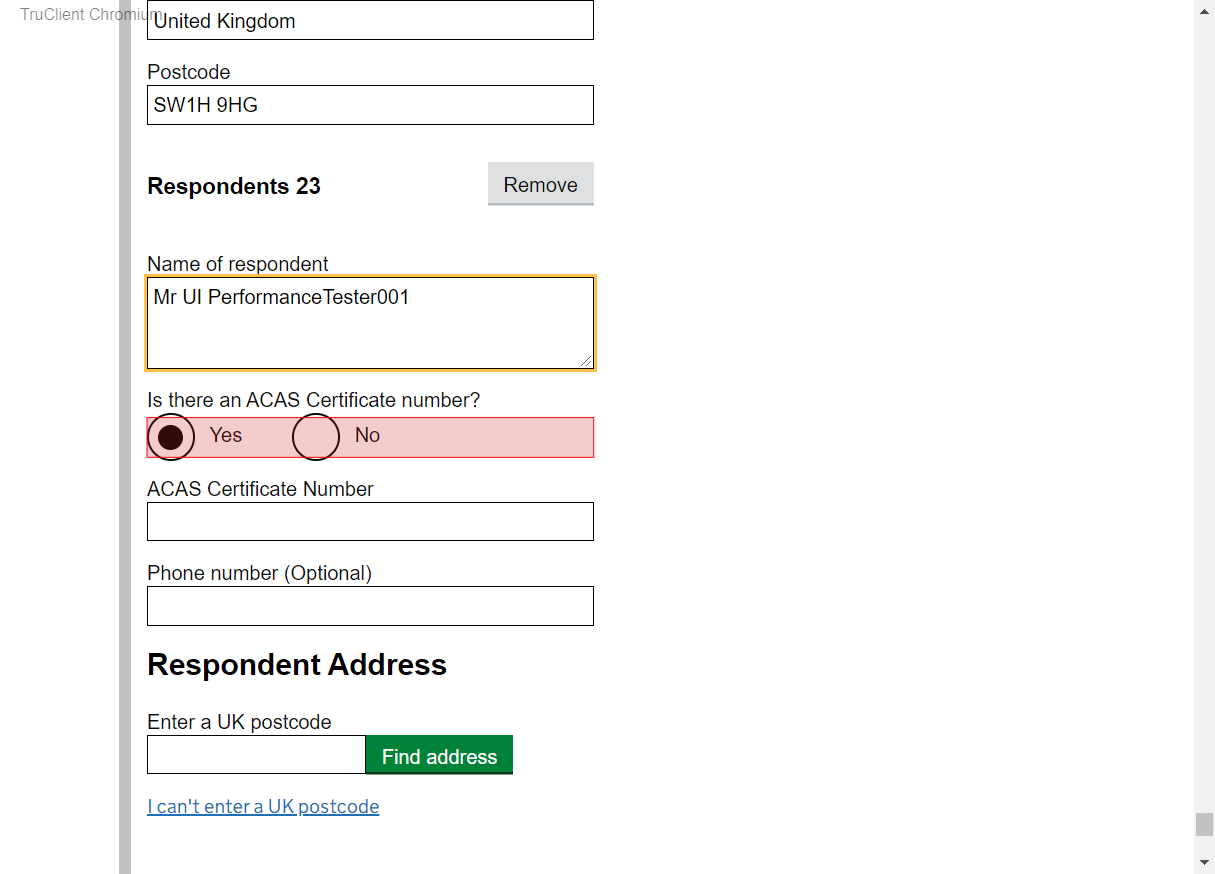 TruClient Chromium
United Kingdom
Postcode
SW1H 9HG
Respondents 23
Remove
Name of respondent
Mr UI PerformanceTester001
Is there an ACAS Certificate number?
Yes No
ACAS Certificate Number
Phone number (Optional)
Respondent Address
Enter a UK postcode
Find address
I can't enter a UK postcode